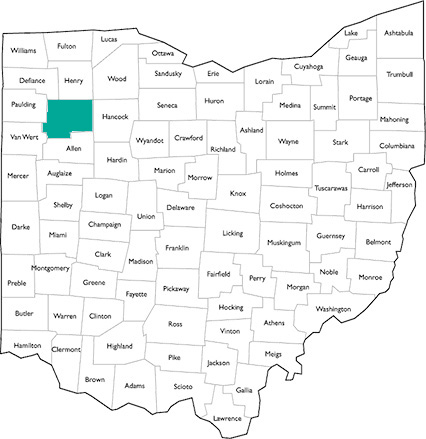 Lake
Ashtabula
Lucas
Fulton
Williams
Ottawa
Geauga
Cuyahoga
Trumbull
Defiance
Henry
Wood
Sandusky
Erie
Lorain
Paulding
Hancock
Seneca
Huron
Medina
Summit
Portage
Mahoning
Van Wert
Allen
Wyandot
Crawford
Richland
Ashland
Wayne
Stark
Columbiana
Mercer
Auglaize
Hardin
Marion
Morrow
Holmes
Carroll
Jefferson
Tuscarawas
Logan
Knox
Shelby
Union
Delaware
Coshocton
Harrison
Darke
Miami
Champaign
Licking
Guernsey
Belmont
Franklin
Muskingum
Clark
Madison
Montgomery
Fairfield
Perry
Noble
Monroe
Preble
Greene
Fayette
Pickaway
Morgan
Butler
Warren
Clinton
Hocking
Washington
Ross
Vinton
Athens
Hamilton
Clermont
Highland
Pike
Jackson
Meigs
Brown
Adams
Scioto
Gallia
Lawrence